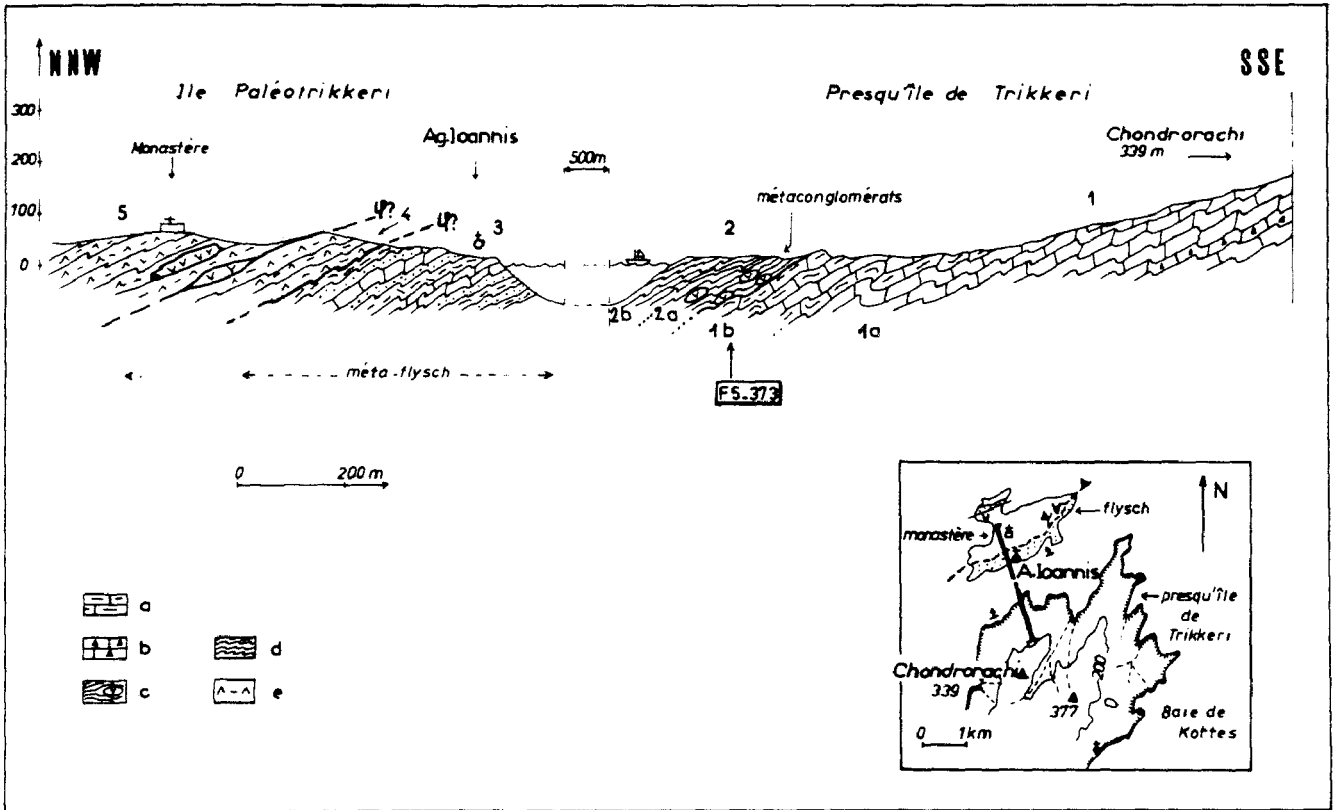 NNW
SSE
Ile Paléotrikkeri
Presqu'île de Trikkeri
300
200
100
0
Monastère
Ag.Ioannis
500m
Chondrorachi
339 m
métaconglomérats
5
φ?
4
φ?
3
2
1
2b
2a
1b
1a
méta-flysch
FS_373
0 200 m
a
b
c
d
e
N
flysch
monastère
A.Ioannis
presqu'île
de
Trikkeri
Chondrorachi
339
200
377
Baie de
Kottes
0 1km